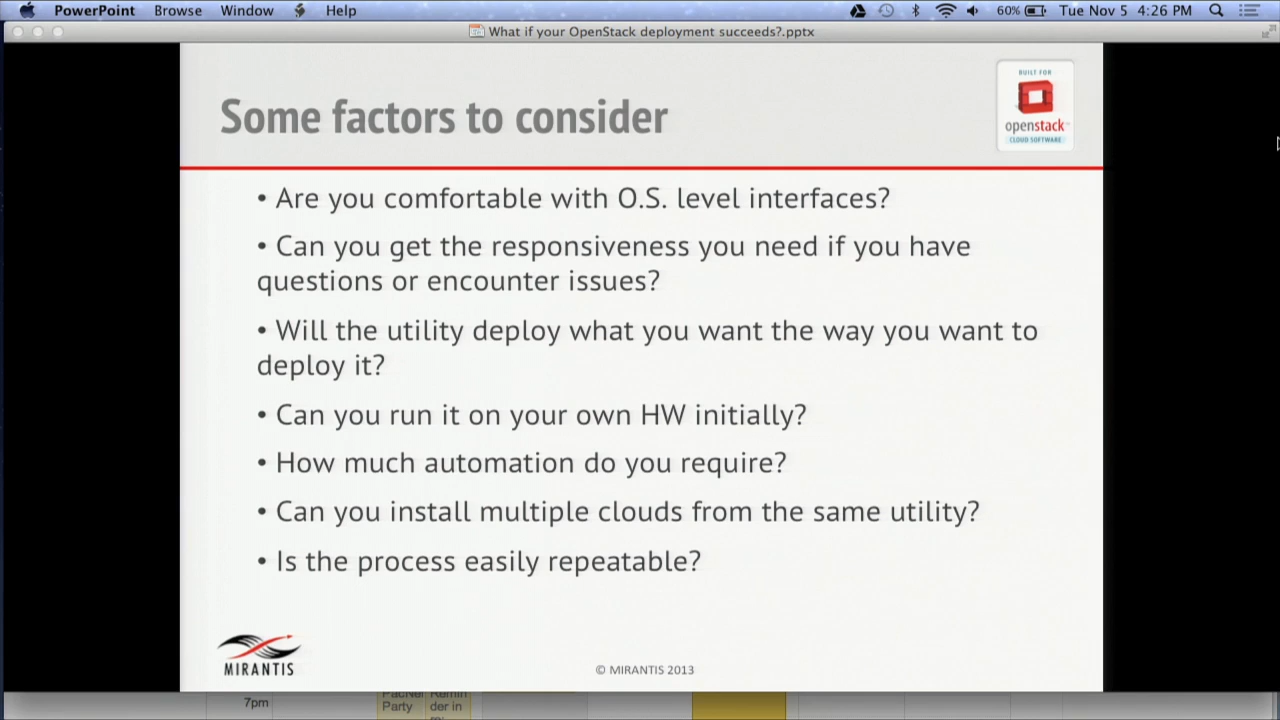 PowerPoint Browse Window Help 60% Tue Nov 5 4:26 PM
What if your OpenStack deployment succeeds?.pptx
Some factors to consider
BUILT FOR
openstack™
CLOUD SOFTWARE
• Are you comfortable with O.S. level interfaces?
• Can you get the responsiveness you need if you have
questions or encounter issues?
• Will the utility deploy what you want the way you want to
deploy it?
• Can you run it on your own HW initially?
• How much automation do you require?
• Can you install multiple clouds from the same utility?
• Is the process easily repeatable?
MIRANTIS
© MIRANTIS 2013
7pm
Party
der in